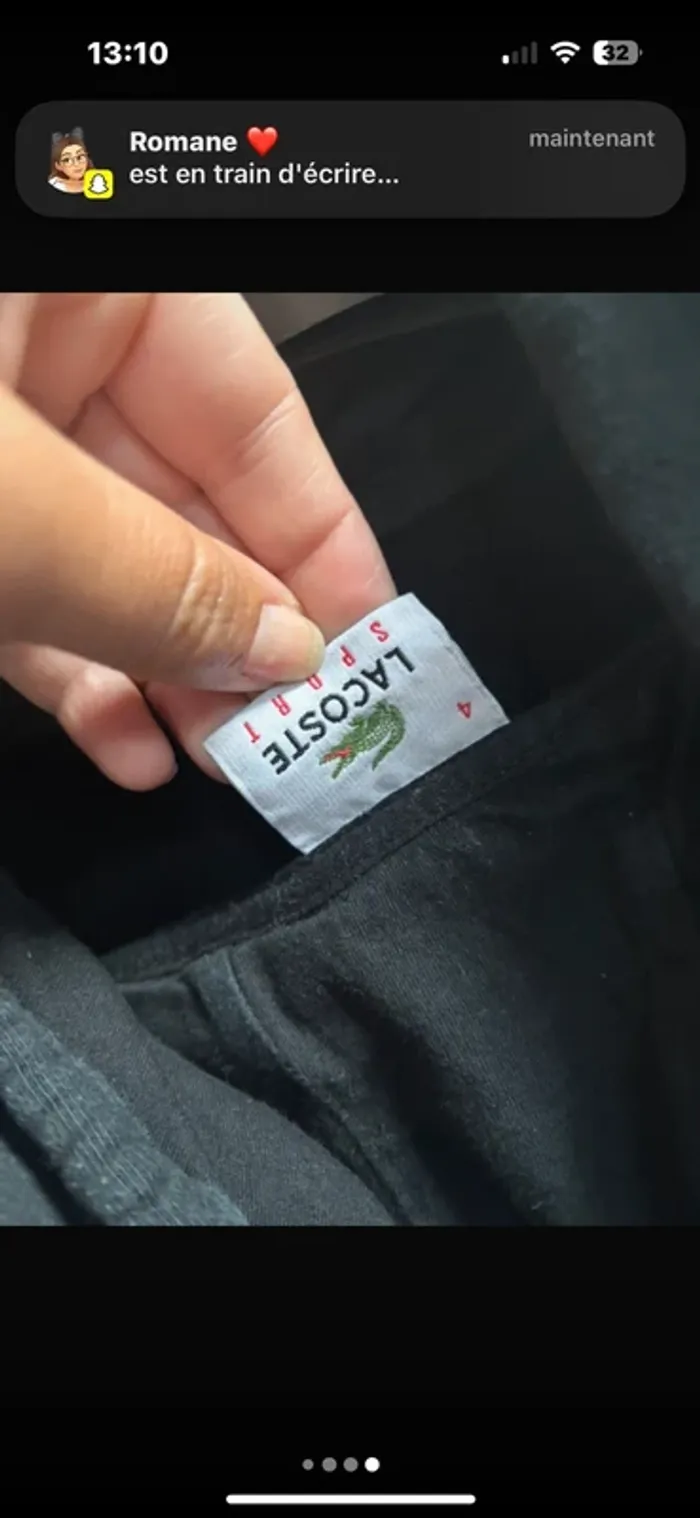 13:10
32
Romane ❤️
maintenant
est en train d'écrire...
4
LACOSTE
SPORT